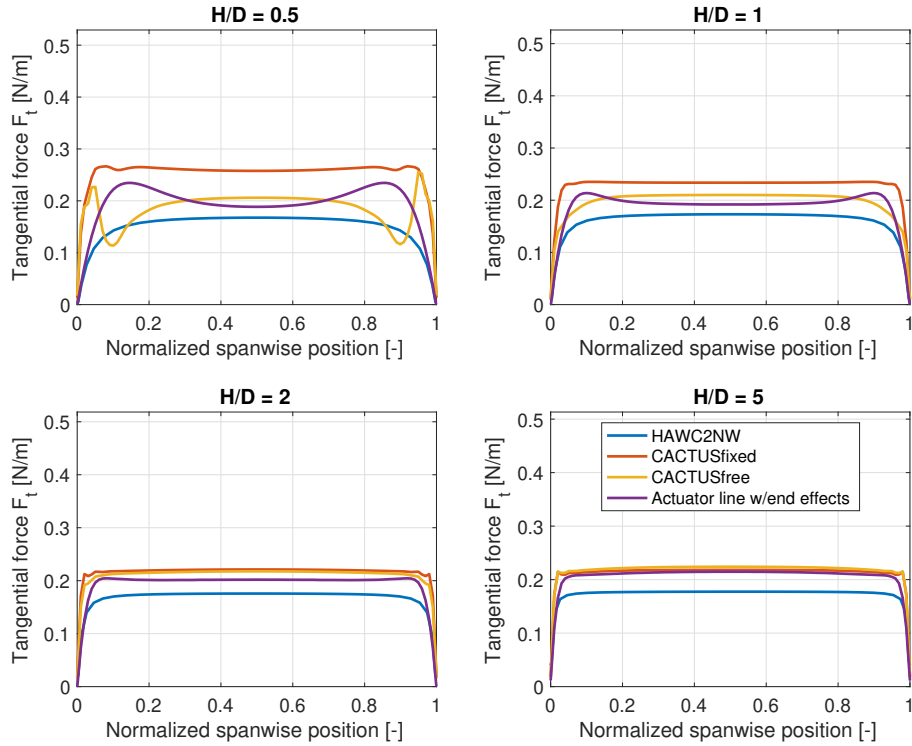 H/D = 0.5
Tangential force F_t [N/m]
0.5
0.4
0.3
0.2
0.1
0
0 0.2 0.4 0.6 0.8 1
Normalized spanwise position [-]
H/D = 1
Tangential force F_t [N/m]
0.5
0.4
0.3
0.2
0.1
0
0 0.2 0.4 0.6 0.8 1
Normalized spanwise position [-]
H/D = 2
Tangential force F_t [N/m]
0.5
0.4
0.3
0.2
0.1
0
0 0.2 0.4 0.6 0.8 1
Normalized spanwise position [-]
H/D = 5
Tangential force F_t [N/m]
0.5
0.4
0.3
0.2
0.1
0
HAWC2NW
CACTUSfixed
CACTUSfree
Actuator line w/end effects
0 0.2 0.4 0.6 0.8 1
Normalized spanwise position [-]